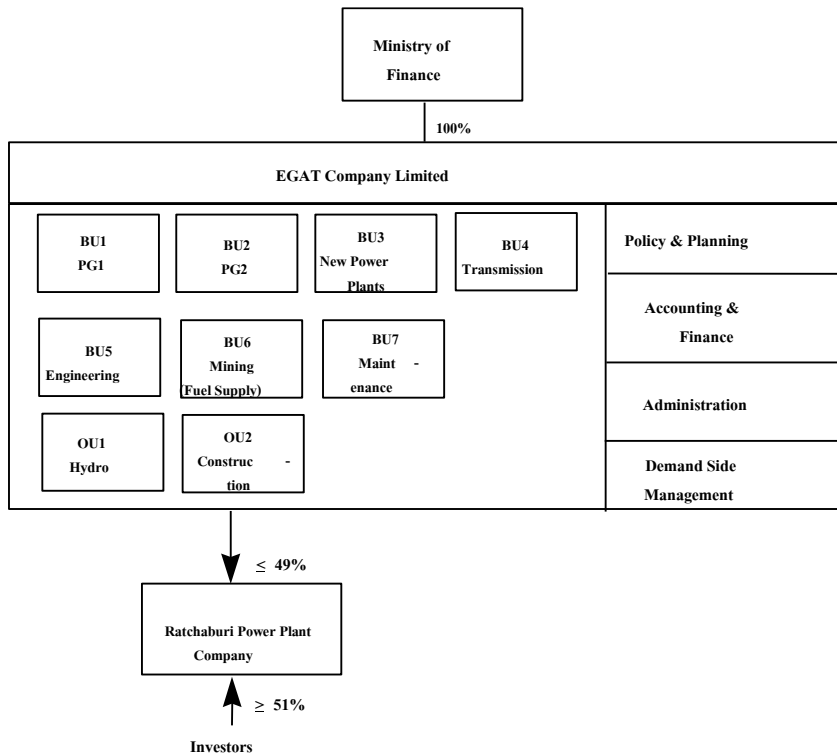 Ministry of
Finance
100%
EGAT Company Limited
BU1
PG1
BU2
PG2
BU3
New Power
Plants
BU4
Transmission
Policy & Planning
Accounting &
Finance
BU5
Engineering
BU6
Mining
(Fuel Supply)
BU7
Maint -
enance
Administration
OU1
Hydro
OU2
Construc -
tion
Demand Side
Management
≤ 49%
Ratchaburi Power Plant
Company
≥ 51%
Investors